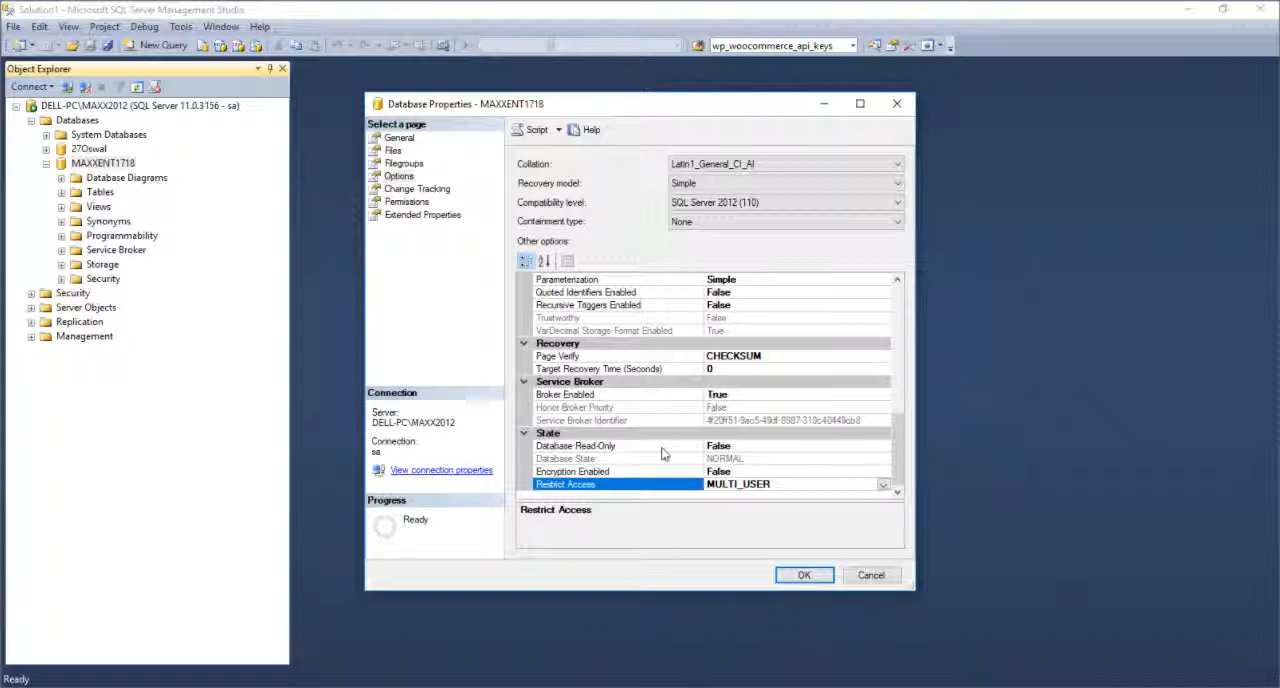 Solution1 - Microsoft SQL Server Management Studio
File Edit View Project Debug Tools Window Help
New Query
wp_woocommerce_api_keys
Object Explorer
Connect
DELL-PC\MAXX2012 (SQL Server 11.0.3156 - sa)
Databases
System Databases
27Oswal
MAXXENT1718
Database Diagrams
Tables
Views
Synonyms
Programmability
Service Broker
Storage
Security
Security
Server Objects
Replication
Management
Database Properties - MAXXENT1718
Select a page
General
Files
Filegroups
Options
Change Tracking
Permissions
Extended Properties
Connection
Server:
DELL-PC\MAXX2012
Connection:
sa
View connection properties
Progress
Ready
Script Help
Collation: Latin1_General_CI_AI
Recovery model: Simple
Compatibility level: SQL Server 2012 (110)
Containment type: None
Other options:
Parameterization Simple
Quoted Identifiers Enabled False
Recursive Triggers Enabled False
Trustworthy False
VarDecimal Storage Format Enabled True
Recovery
Page Verify CHECKSUM
Target Recovery Time (Seconds) 0
Service Broker
Broker Enabled True
Honor Broker Priority False
Service Broker Identifier
State
Database Read-Only False
Database State NORMAL
Encryption Enabled False
Restrict Access MULTI_USER
Restrict Access
OK Cancel
Ready